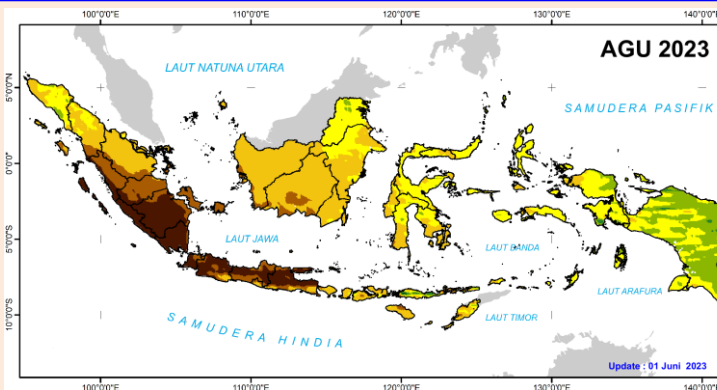 100°0'0"E 110°0'0"E 120°0'0"E 130°0'0"E 140°0'0"E
AGU 2023
LAUT NATUNA UTARA
5°0'0"N
SAMUDERA PASIFIK
0°0'0"
LAUT JAWA
LAUT BANDA
5°0'0"S
LAUT ARAFURA
10°0'0"S
SAMUDERA HINDIA
LAUT TIMOR
Update : 01 Juni 2023
100°0'0"E 110°0'0"E 120°0'0"E 130°0'0"E 140°0'0"E